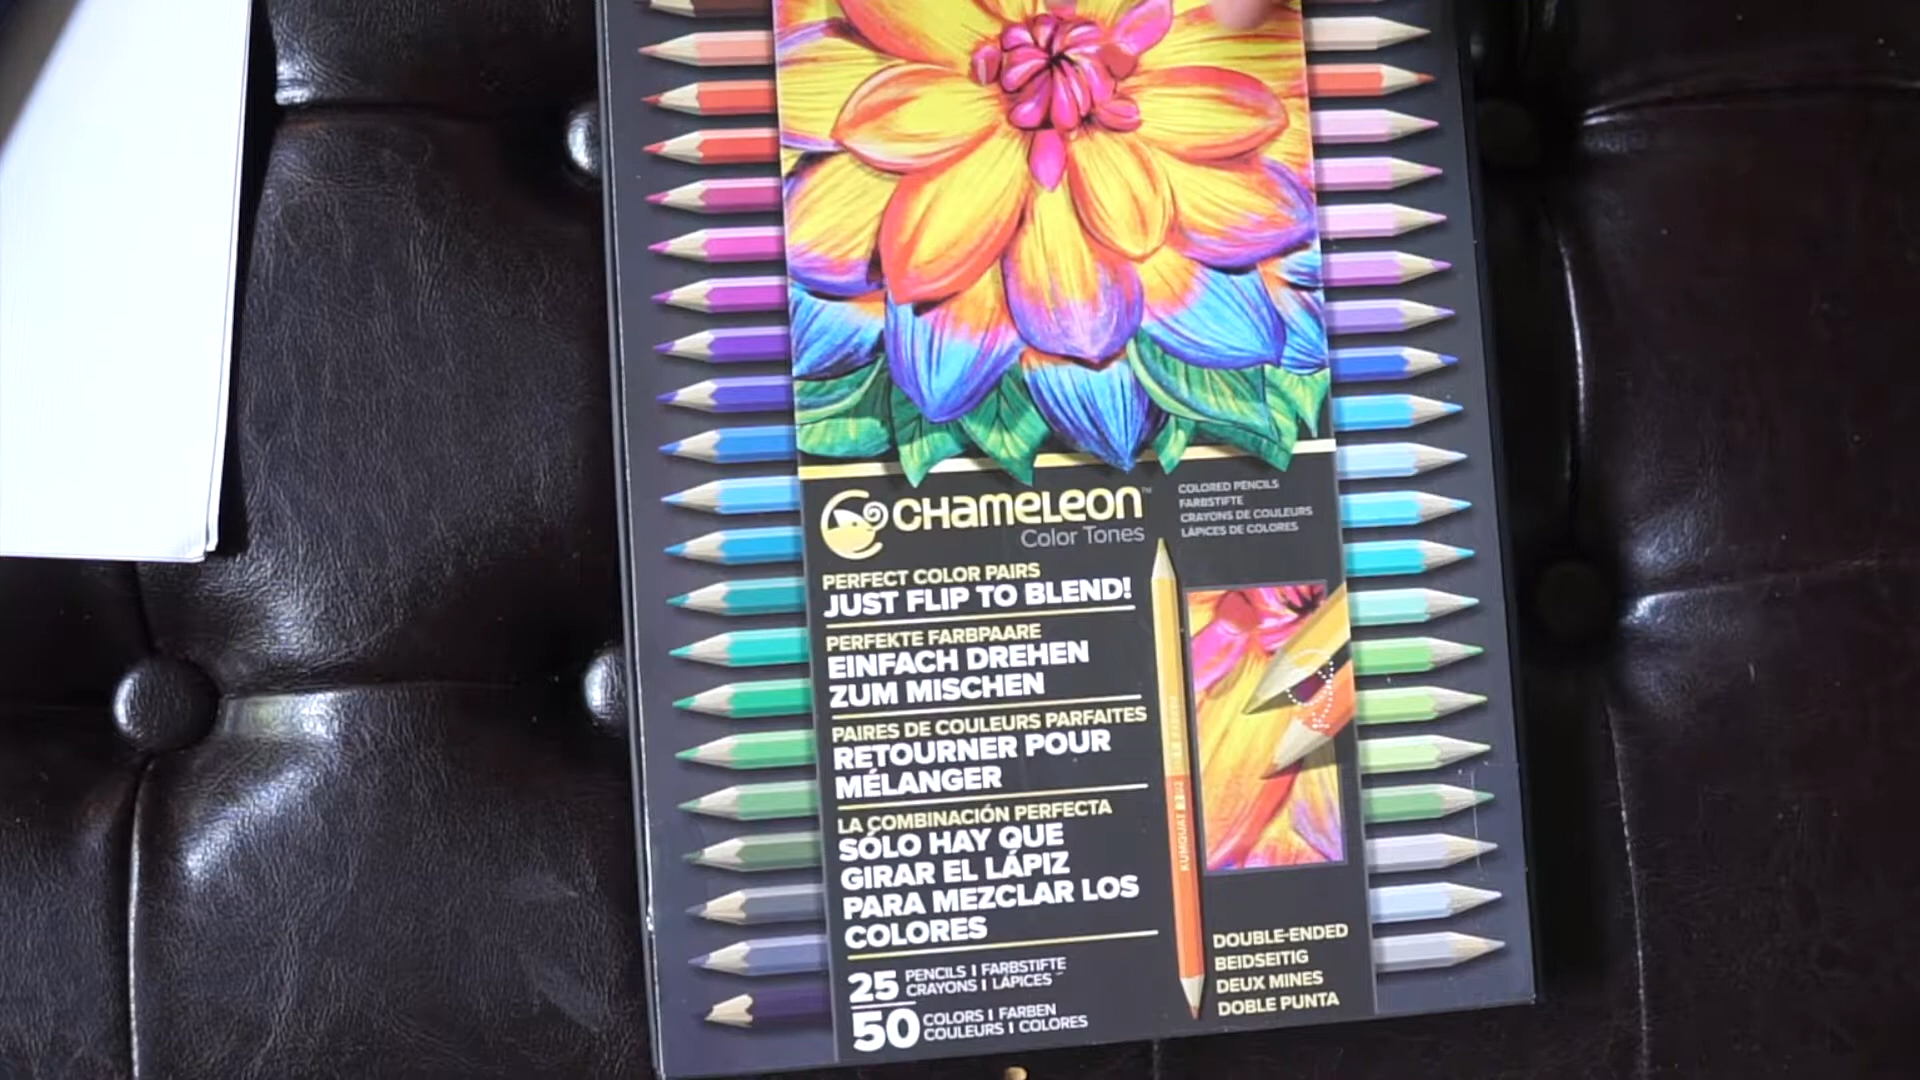 CHAMELEON™
Color Tones
COLORED PENCILS
FARBSTIFTE
CRAYONS DE COULEURS
LÁPICES DE COLORES
PERFECT COLOR PAIRS
JUST FLIP TO BLEND!
PERFEKTE FARBPAARE
EINFACH DREHEN
ZUM MISCHEN
PAIRES DE COULEURS PARFAITES
RETOURNER POUR
MÉLANGER
LA COMBINACIÓN PERFECTA
SÓLO HAY QUE
GIRAR EL LÁPIZ
PARA MEZCLAR LOS
COLORES
25 PENCILS | FARBSTIFTE
CRAYONS | LÁPICES
50 COLORS | FARBEN
COULEURS | COLORES
KUMQUAT
DOUBLE-ENDED
BEIDSEITIG
DEUX MINES
DOBLE PUNTA